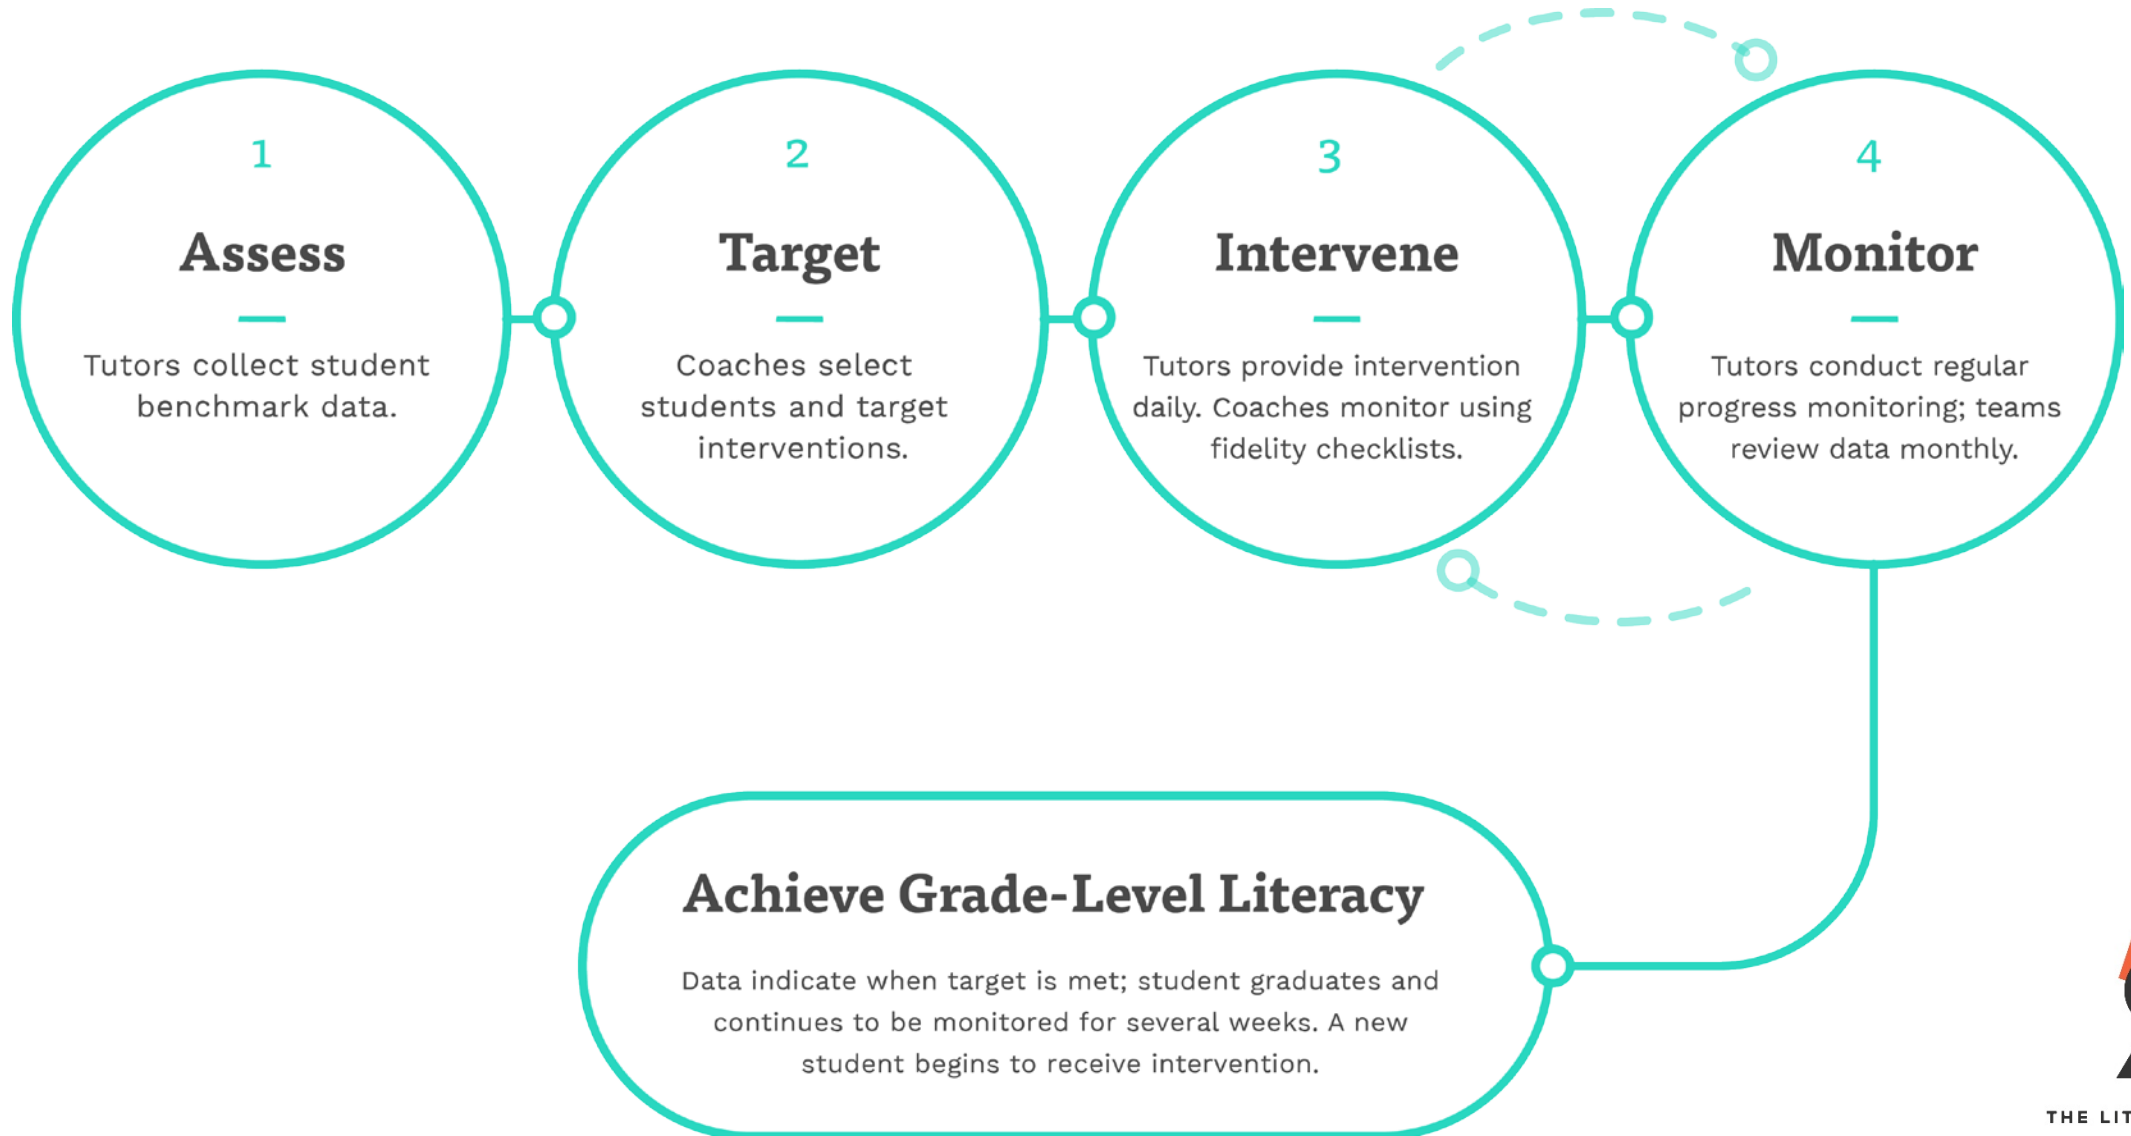 1
Assess
Tutors collect student
benchmark data.
2
Target
Coaches select
students and target
interventions.
3
Intervene
Tutors provide intervention
daily. Coaches monitor using
fidelity checklists.
4
Monitor
Tutors conduct regular
progress monitoring; teams
review data monthly.
Achieve Grade-Level Literacy
Data indicate when target is met; student graduates and
continues to be monitored for several weeks. A new
student begins to receive intervention.
THE LIT